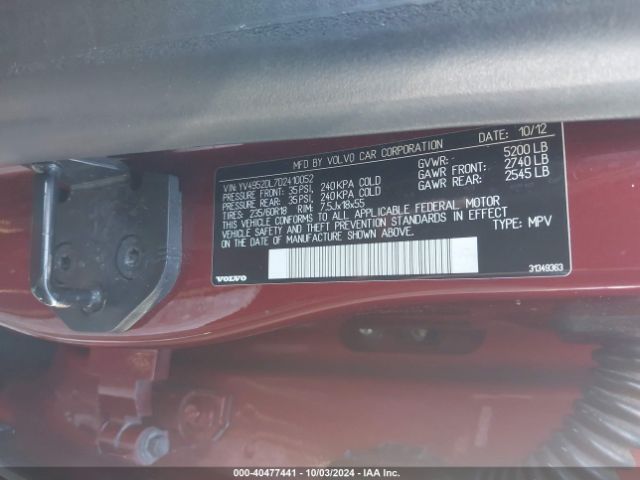 MFD BY VOLVO CAR CORPORATION DATE: 10/12
VIN: YV4952DL7D2410052 GVWR: 5200 LB
PRESSURE FRONT: 35PSI, 240KPA COLD GAWR FRONT: 2740 LB
PRESSURE REAR: 35PSI, 240KPA COLD GAWR REAR: 2545 LB
TIRES: 235/60R18 RIM: 7.5Jx18x55
THIS VEHICLE CONFORMS TO ALL APPLICABLE FEDERAL MOTOR
VEHICLE SAFETY AND THEFT PREVENTION STANDARDS IN EFFECT
ON THE DATE OF MANUFACTURE SHOWN ABOVE. TYPE: MPV
VOLVO 31349363
000-40477441 - 10/03/2024 - IAA Inc.